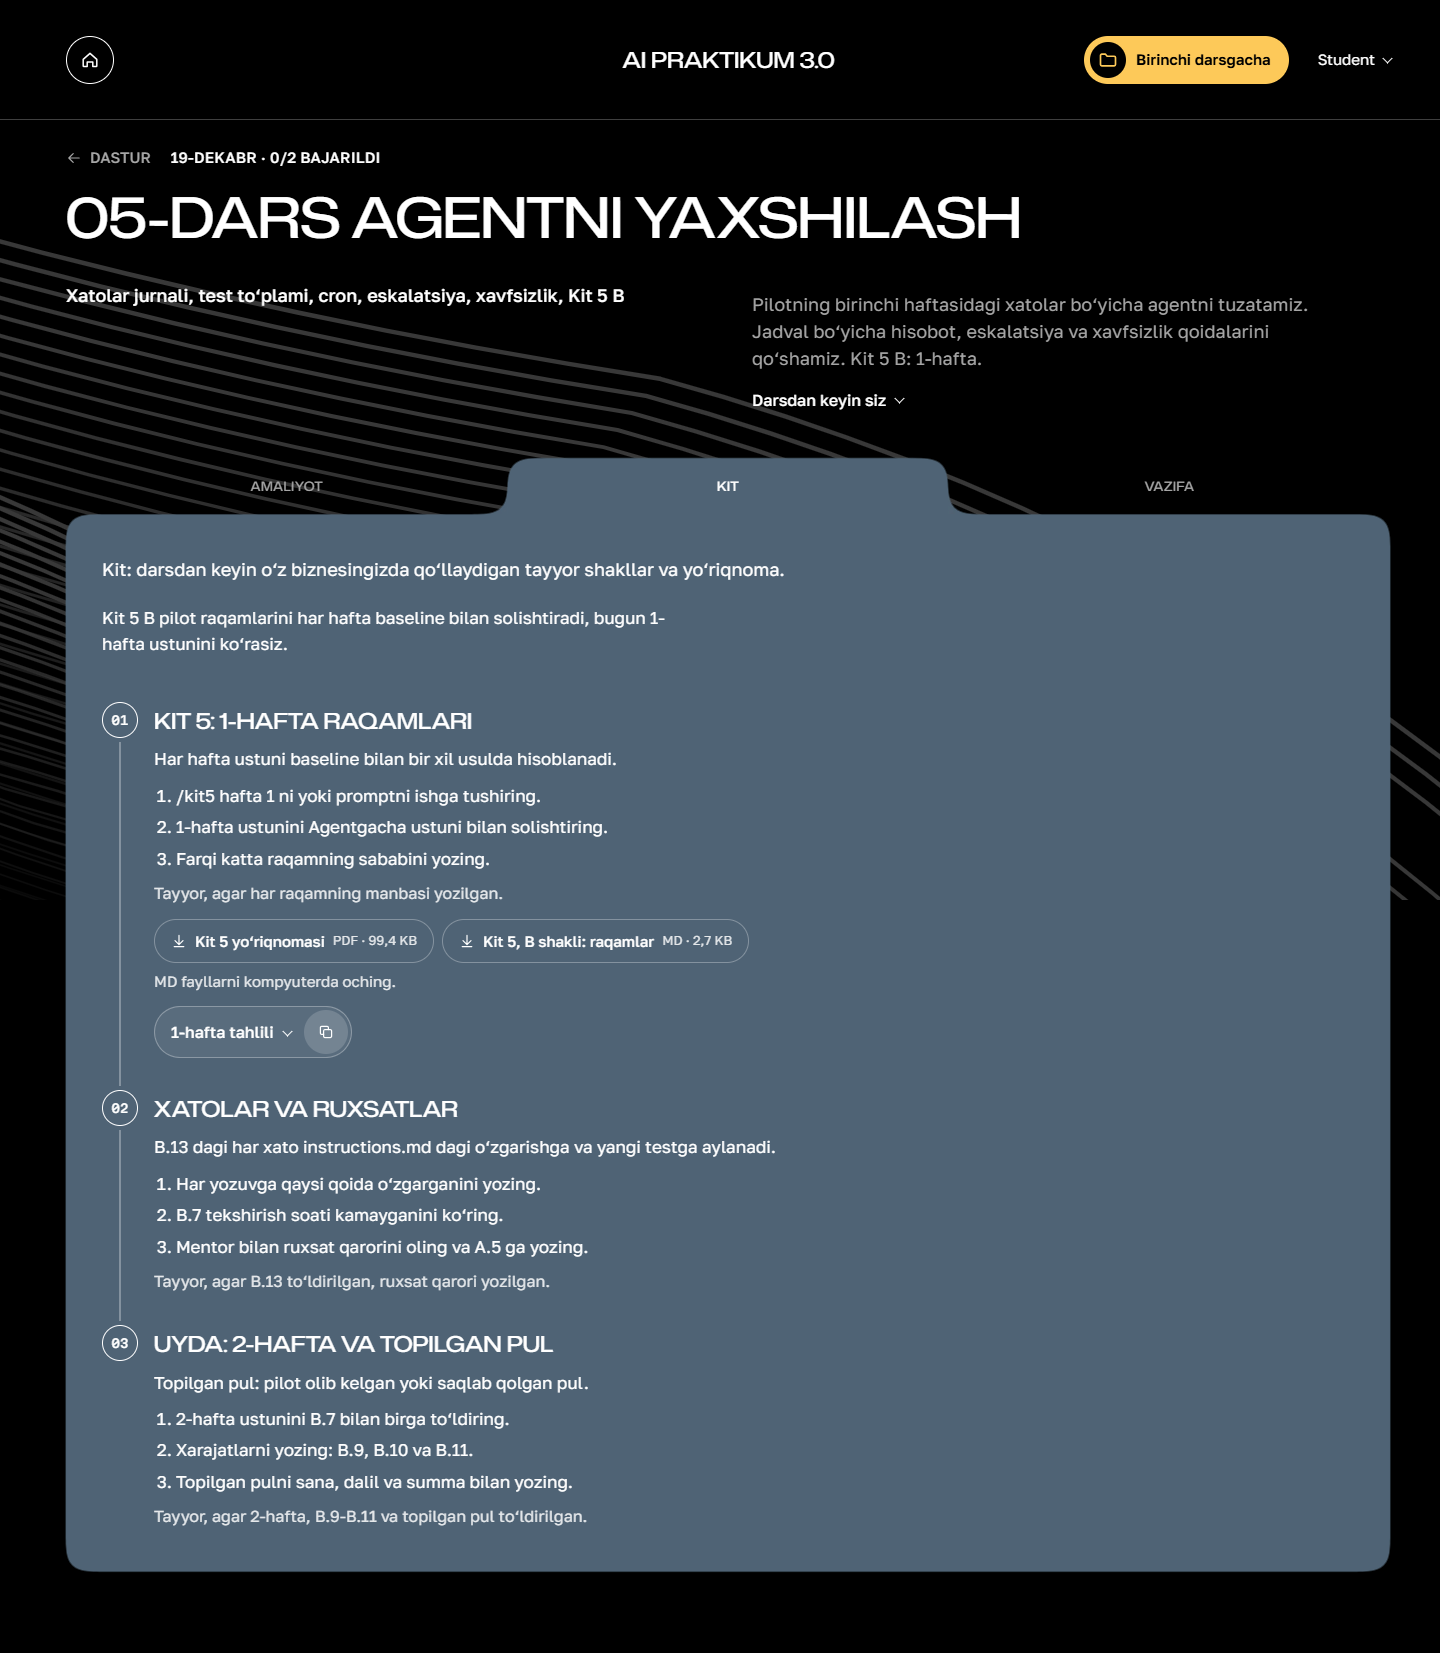 AI PRAKTIKUM 3.0
Birinchi darsgacha
Student
DASTUR
19-DEKABR · 0/2 BAJARILDI
05-DARS AGENTNI YAXSHILASH
Xatolar jurnali, test to‘plami, cron, eskalatsiya, xavfsizlik, Kit 5 B
Pilotning birinchi haftasidagi xatolar bo‘yicha agentni tuzatamiz.
Jadval bo‘yicha hisobot, eskalatsiya va xavfsizlik qoidalarini
qo‘shamiz. Kit 5 B: 1-hafta.
Darsdan keyin siz
AMALIYOT
KIT
VAZIFA
Kit: darsdan keyin o‘z biznesingizda qo‘llaydigan tayyor shakllar va yo‘riqnoma.
Kit 5 B pilot raqamlarini har hafta baseline bilan solishtiradi, bugun 1-
hafta ustunini ko‘rasiz.
01
KIT 5: 1-HAFTA RAQAMLARI
Har hafta ustuni baseline bilan bir xil usulda hisoblanadi.
1. /kit5 hafta 1 ni yoki promptni ishga tushiring.
2. 1-hafta ustunini Agentgacha ustuni bilan solishtiring.
3. Farqi katta raqamning sababini yozing.
Tayyor, agar har raqamning manbasi yozilgan.
Kit 5 yo‘riqnomasi PDF · 99,4 KB
Kit 5, B shakli: raqamlar MD · 2,7 KB
MD fayllarni kompyuterda oching.
1-hafta tahlili
02
XATOLAR VA RUXSATLAR
B.13 dagi har xato instructions.md dagi o‘zgarishga va yangi testga aylanadi.
1. Har yozuvga qaysi qoida o‘zgarganini yozing.
2. B.7 tekshirish soati kamayganini ko‘ring.
3. Mentor bilan ruxsat qarorini oling va A.5 ga yozing.
Tayyor, agar B.13 to‘ldirilgan, ruxsat qarori yozilgan.
03
UYDA: 2-HAFTA VA TOPILGAN PUL
Topilgan pul: pilot olib kelgan yoki saqlab qolgan pul.
1. 2-hafta ustunini B.7 bilan birga to‘ldiring.
2. Xarajatlarni yozing: B.9, B.10 va B.11.
3. Topilgan pulni sana, dalil va summa bilan yozing.
Tayyor, agar 2-hafta, B.9-B.11 va topilgan pul to‘ldirilgan.